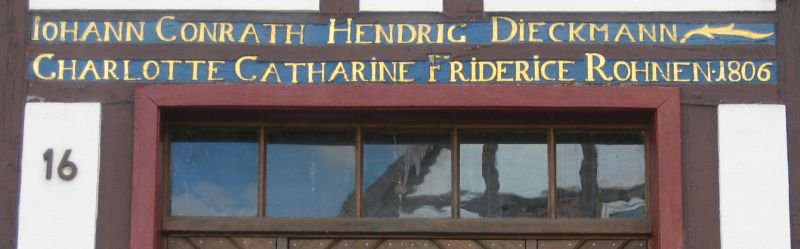 IOHANN CONRATH HENDRIG DIECKMANN
CHARLOTTE CATHARINE FRIDERICE ROHNEN·1806
16